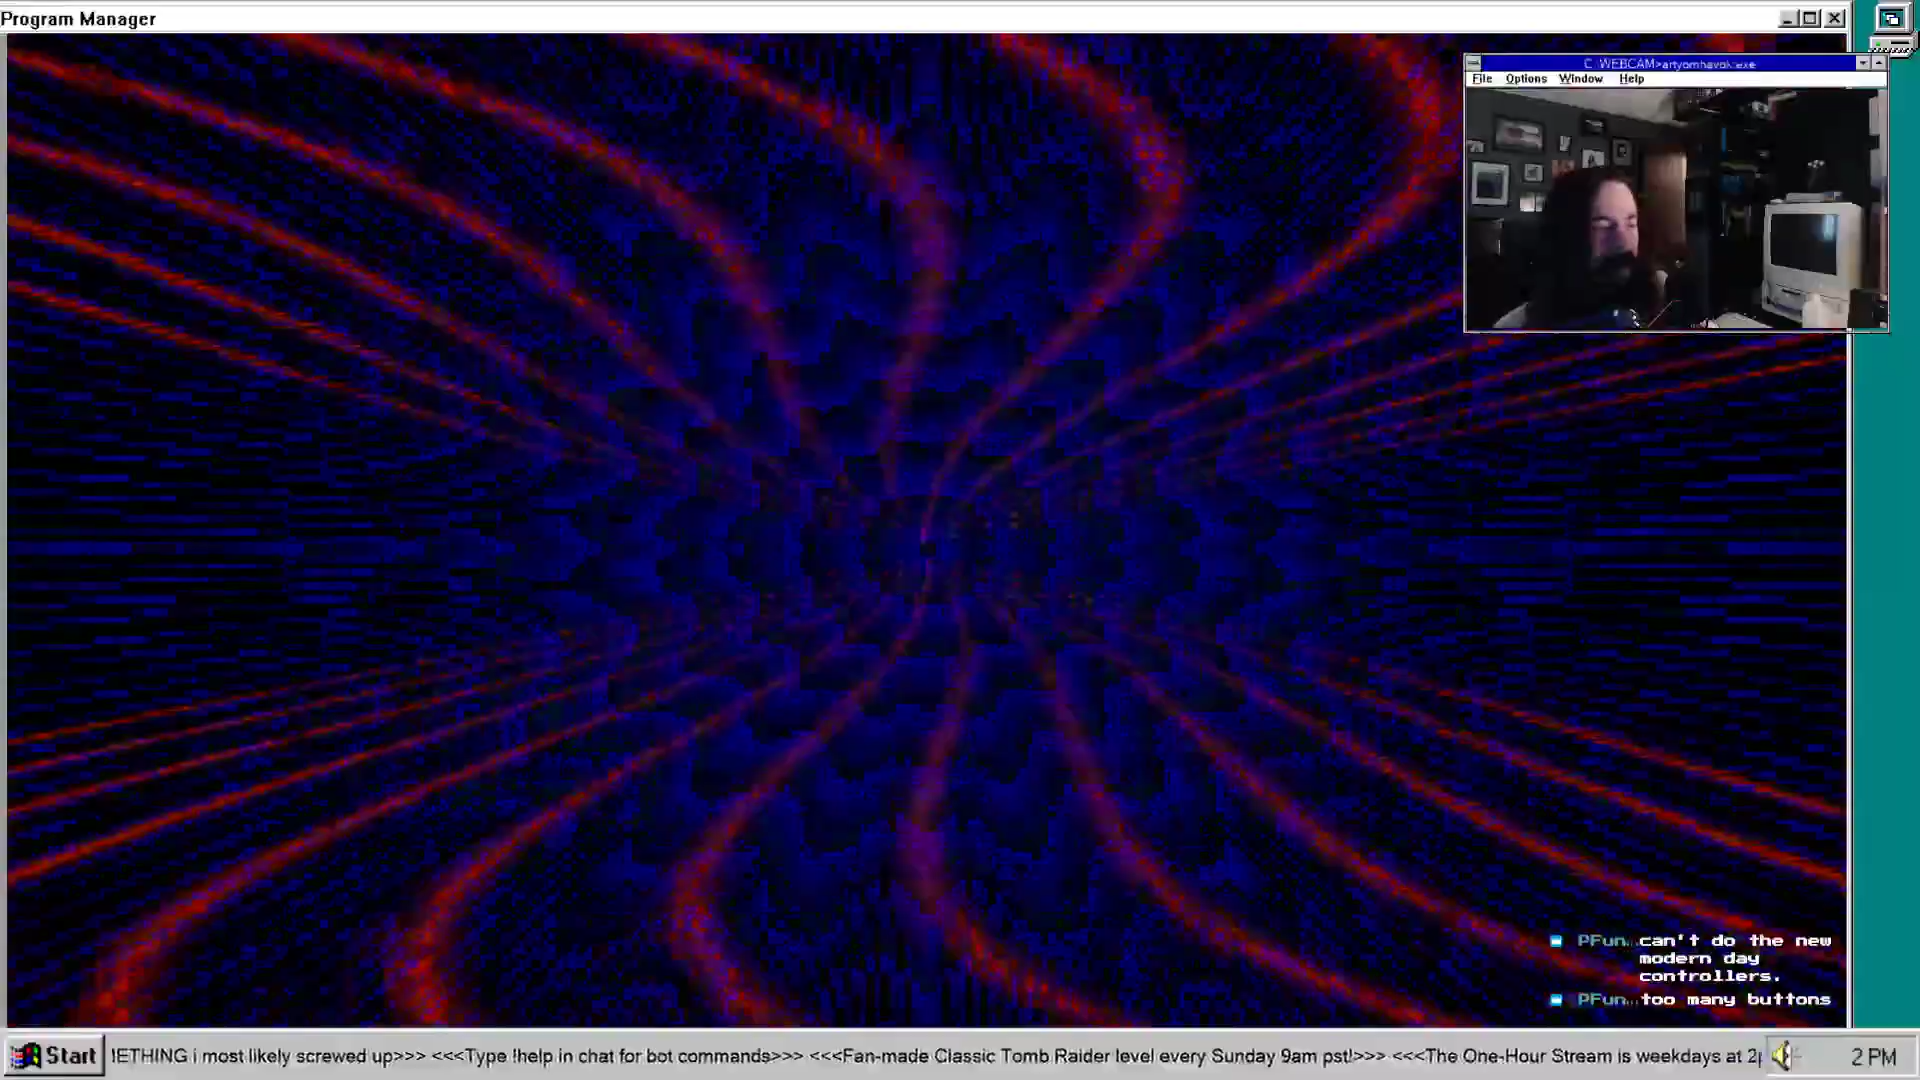 Program Manager
C:\WEBCAM>artyomhavok.exe
File Options Window Help
PFun... can't do the new
modern day
controllers.
PFun... too many buttons
Start
!ETHING i most likely screwed up>>> <<<Type !help in chat for bot commands>>> <<<Fan-made Classic Tomb Raider level every Sunday 9am pst!>>> <<<The One-Hour Stream is weekdays at 2p
2 PM